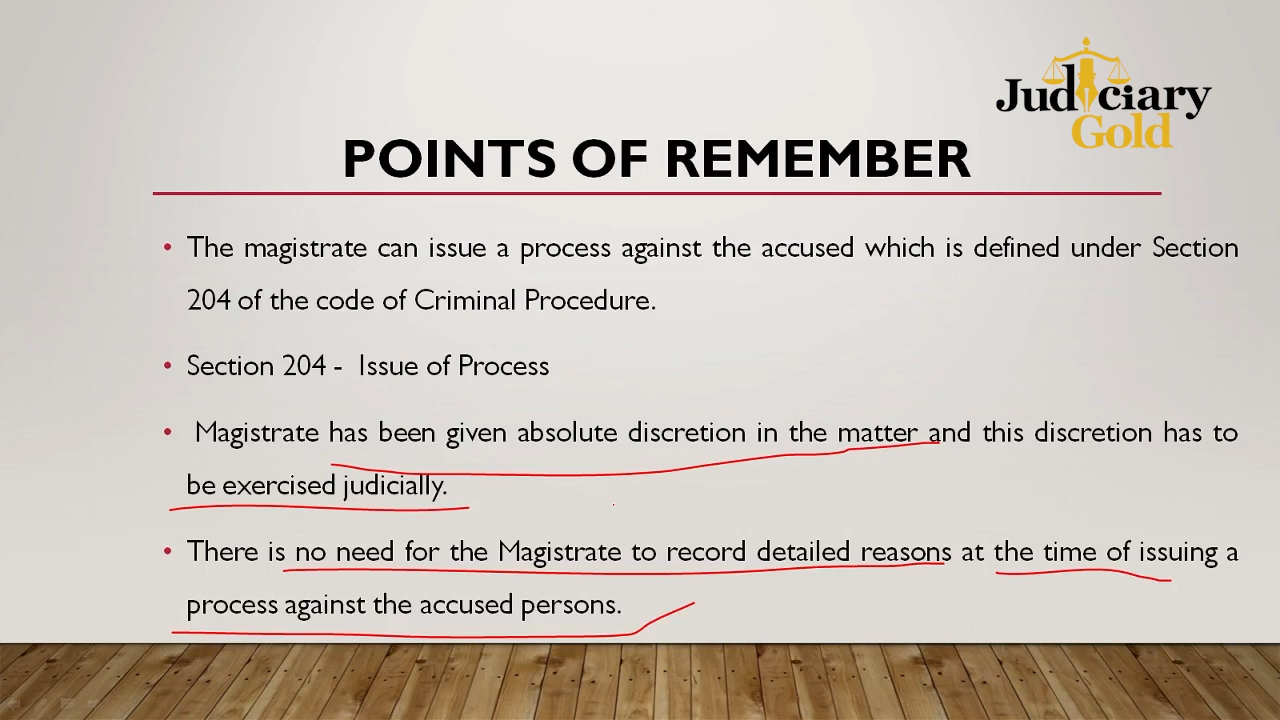 Judiciary
Gold
POINTS OF REMEMBER
• The magistrate can issue a process against the accused which is defined under Section
204 of the code of Criminal Procedure.
• Section 204 - Issue of Process
• Magistrate has been given absolute discretion in the matter and this discretion has to
be exercised judicially.
• There is no need for the Magistrate to record detailed reasons at the time of issuing a
process against the accused persons.